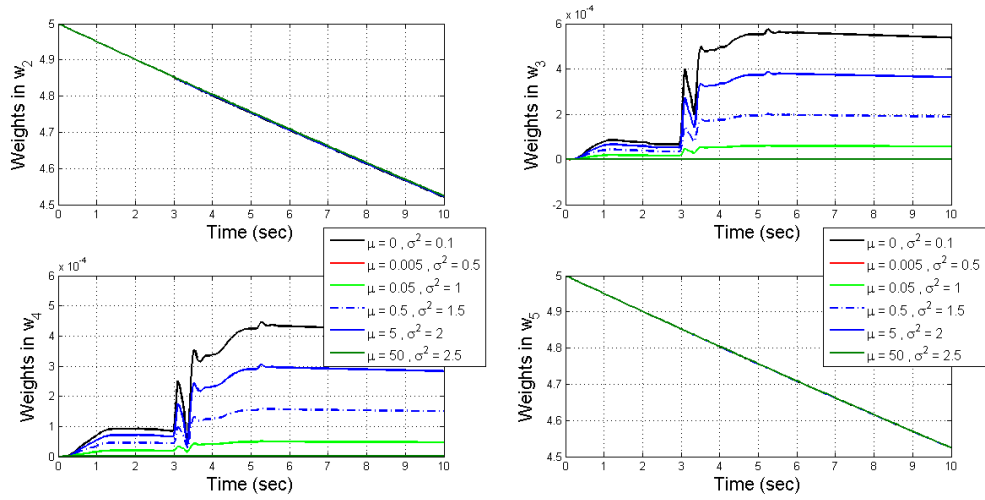 5
4.9
4.8
4.7
4.6
4.5
0 1 2 3 4 5 6 7 8 9 10
Weights in w2
Time (sec)
x 10-4
6
4
2
0
-2
0 1 2 3 4 5 6 7 8 9 10
Weights in w3
Time (sec)
μ = 0 , σ2 = 0.1
μ = 0.005 , σ2 = 0.5
μ = 0.05 , σ2 = 1
μ = 0.5 , σ2 = 1.5
μ = 5 , σ2 = 2
μ = 50 , σ2 = 2.5
μ = 0 , σ2 = 0.1
μ = 0.005 , σ2 = 0.5
μ = 0.05 , σ2 = 1
μ = 0.5 , σ2 = 1.5
μ = 5 , σ2 = 2
μ = 50 , σ2 = 2.5
x 10-4
6
5
4
3
2
1
0
0 1 2 3 4 5 6 7 8 9 10
Weights in w4
Time (sec)
5
4.9
4.8
4.7
4.6
4.5
0 1 2 3 4 5 6 7 8 9 10
Weights in w5
Time (sec)